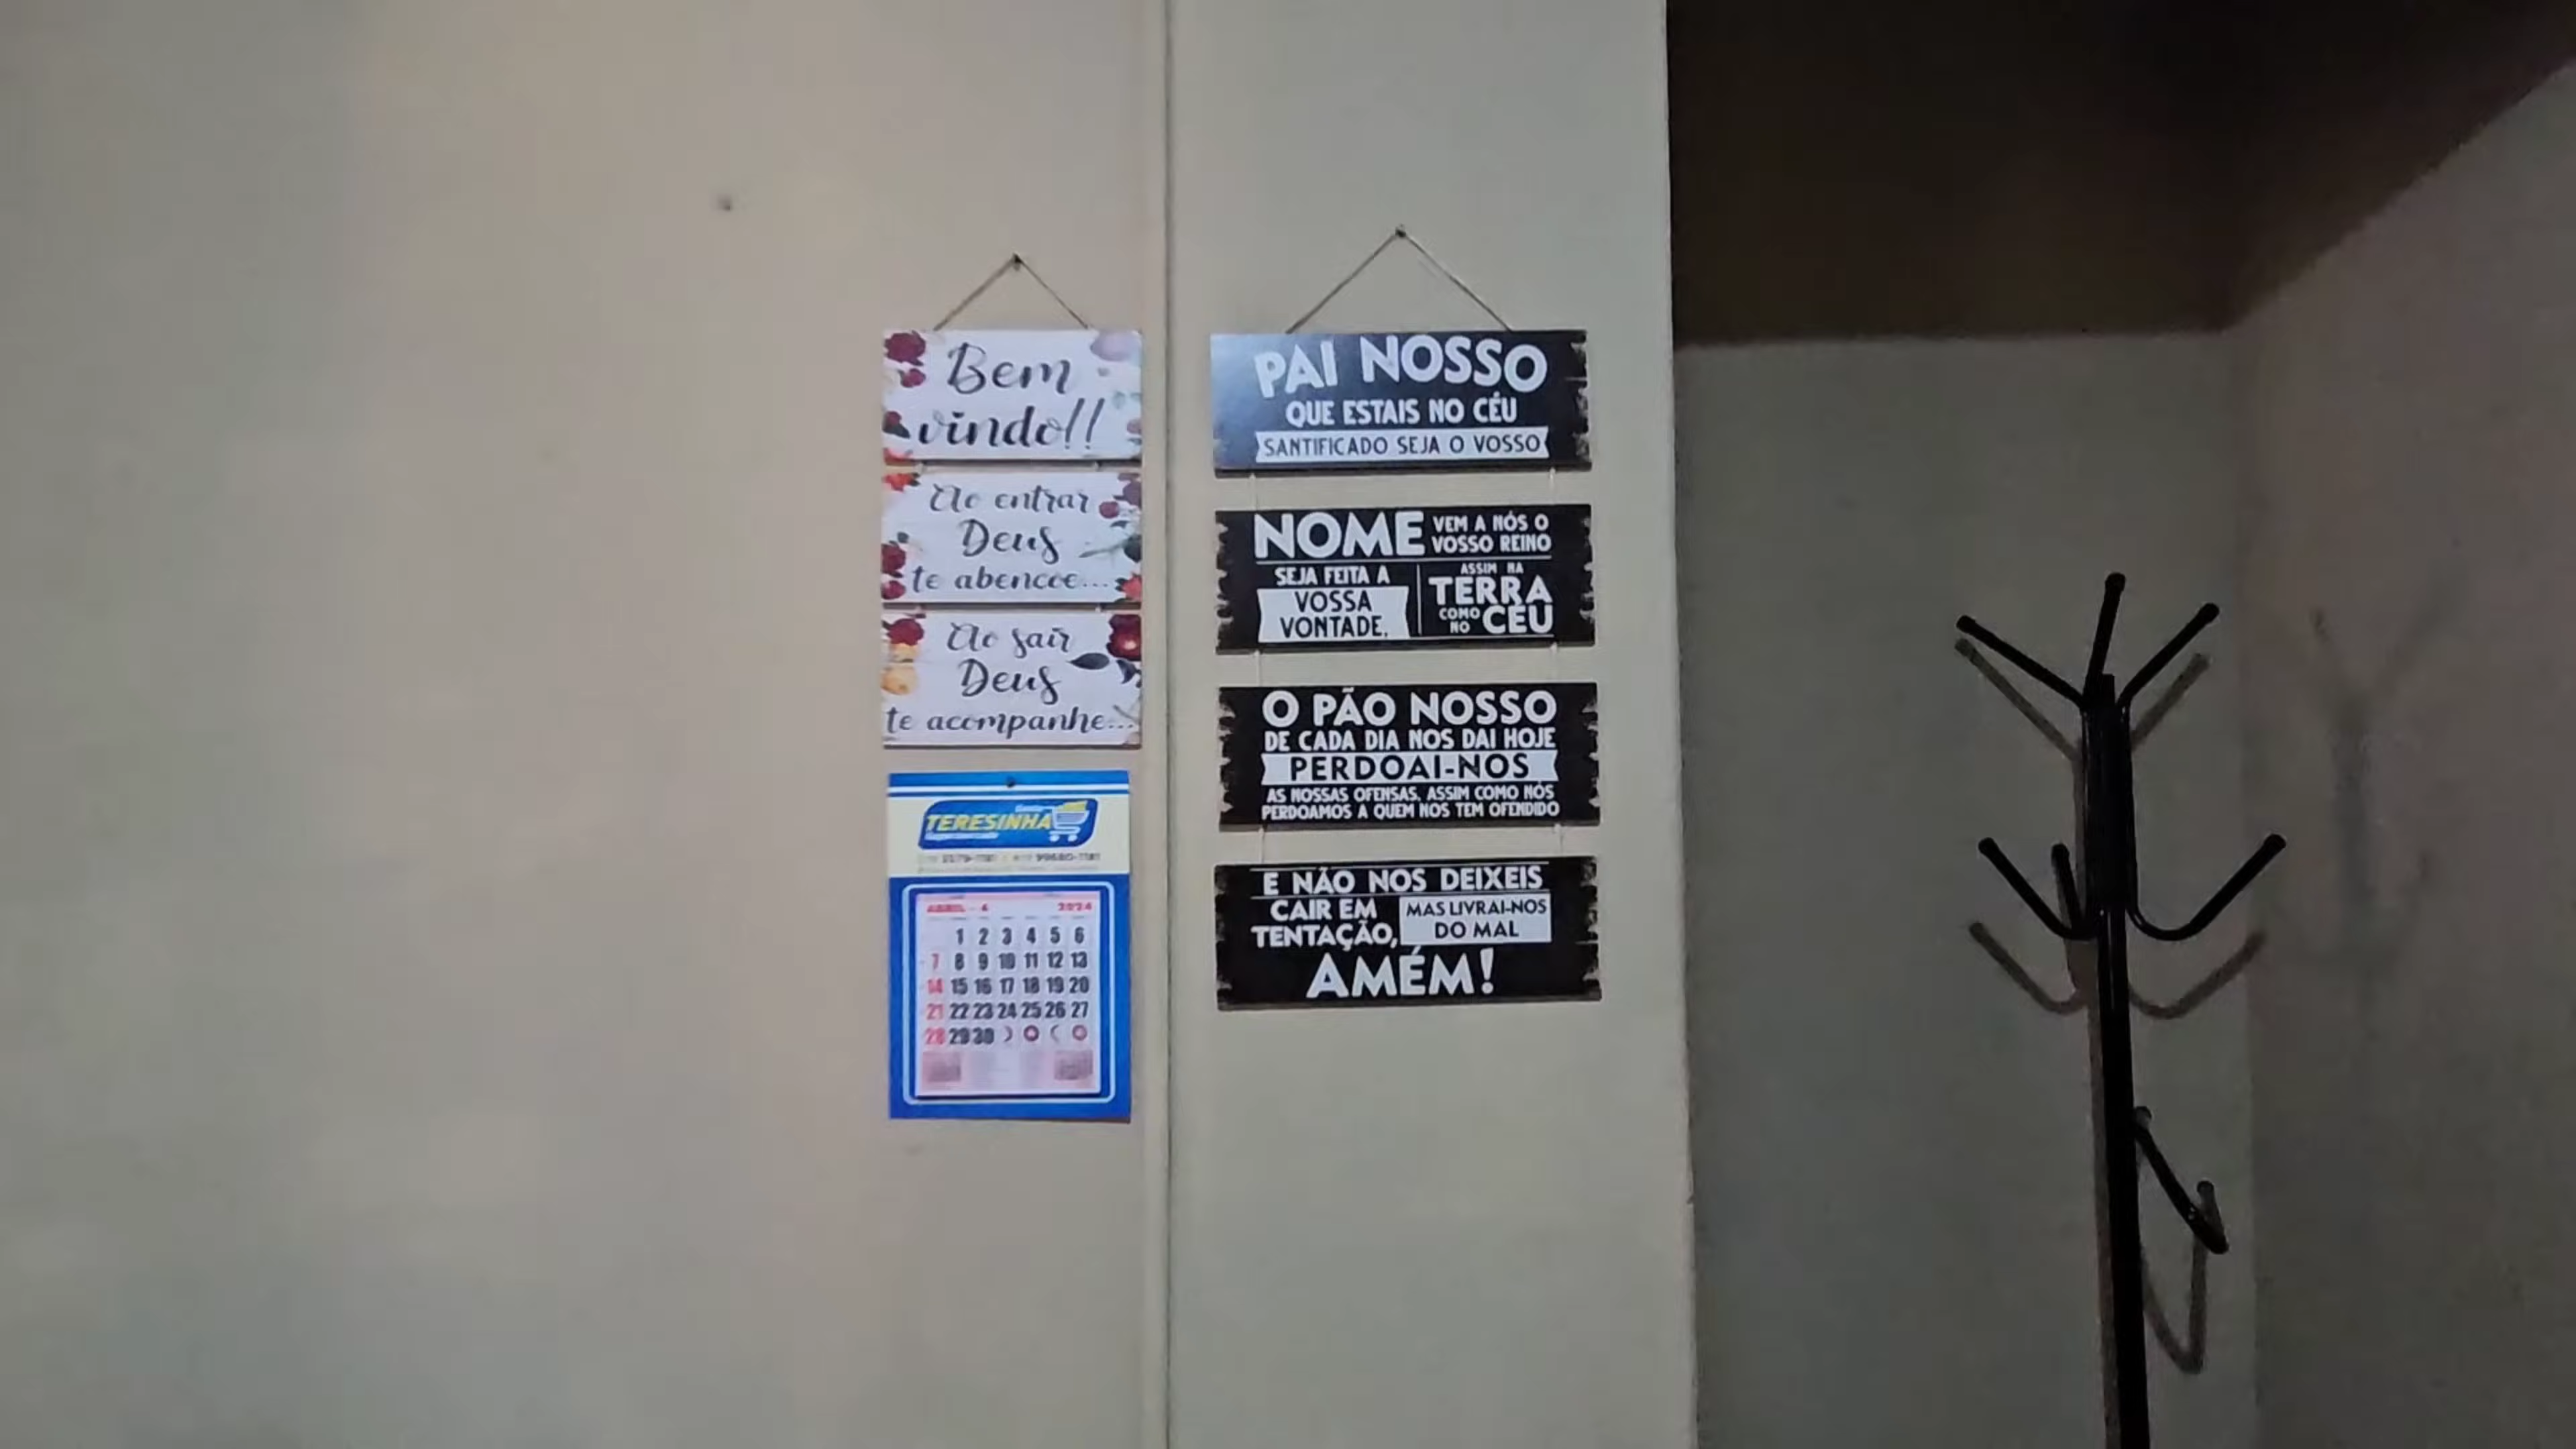 Bem
vindo!!
Ao entrar
Deus
te abencoe...
Ao sair
Deus
te acompanhe...
TERESINHA
ABRIL - 4 2024
1 2 3 4 5 6
7 8 9 10 11 12 13
14 15 16 17 18 19 20
21 22 23 24 25 26 27
28 29 30
PAI NOSSO
QUE ESTAIS NO CÉU
SANTIFICADO SEJA O VOSSO
NOME
VEM A NÓS O
VOSSO REINO
SEJA FEITA A
VOSSA
VONTADE,
ASSIM NA
TERRA
COMO
NO CÉU
O PÃO NOSSO
DE CADA DIA NOS DAI HOJE
PERDOAI-NOS
AS NOSSAS OFENSAS, ASSIM COMO NÓS
PERDOAMOS A QUEM NOS TEM OFENDIDO
E NÃO NOS DEIXEIS
CAIR EM
TENTAÇÃO,
MAS LIVRAI-NOS
DO MAL
AMÉM!